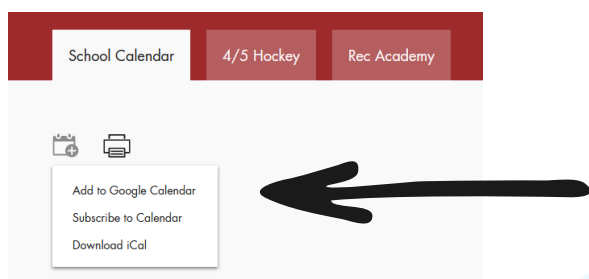 School Calendar
4/5 Hockey
Rec Academy
Add to Google Calendar
Subscribe to Calendar
Download iCal